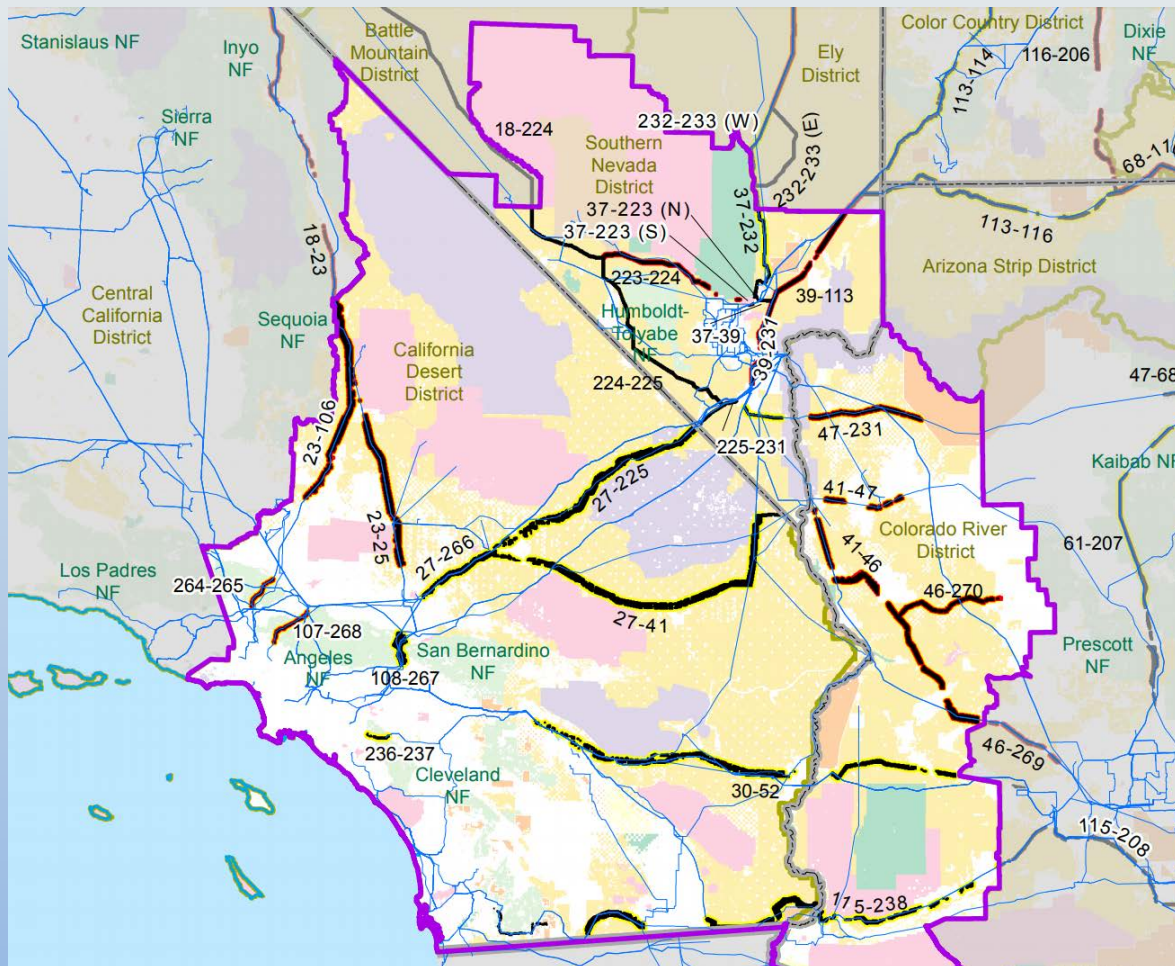 Stanislaus NF
Inyo
NF
Battle
Mountain
District
Ely
District
Color Country District
Dixie
NF
116-206
113-114
Sierra
NF
18-224
232-233 (W)
232-233 (E)
Southern
Nevada
District
68-11
37-223 (N)
37-223 (S)
37-232
113-116
18-23
223-224
39-113
Arizona Strip District
Central
California
District
Sequoia
NF
California
Desert
District
Humboldt-
Toiyabe
NF
37-39
39-231
224-225
47-68
23-106
47-231
225-231
Kaibab NF
27-225
41-47
23-25
Colorado River
District
41-46
61-207
27-266
Los Padres
NF
264-265
46-270
27-41
107-268
Angeles
NF
San Bernardino
NF
108-267
Prescott
NF
236-237
Cleveland
NF
30-52
46-269
115-208
115-238